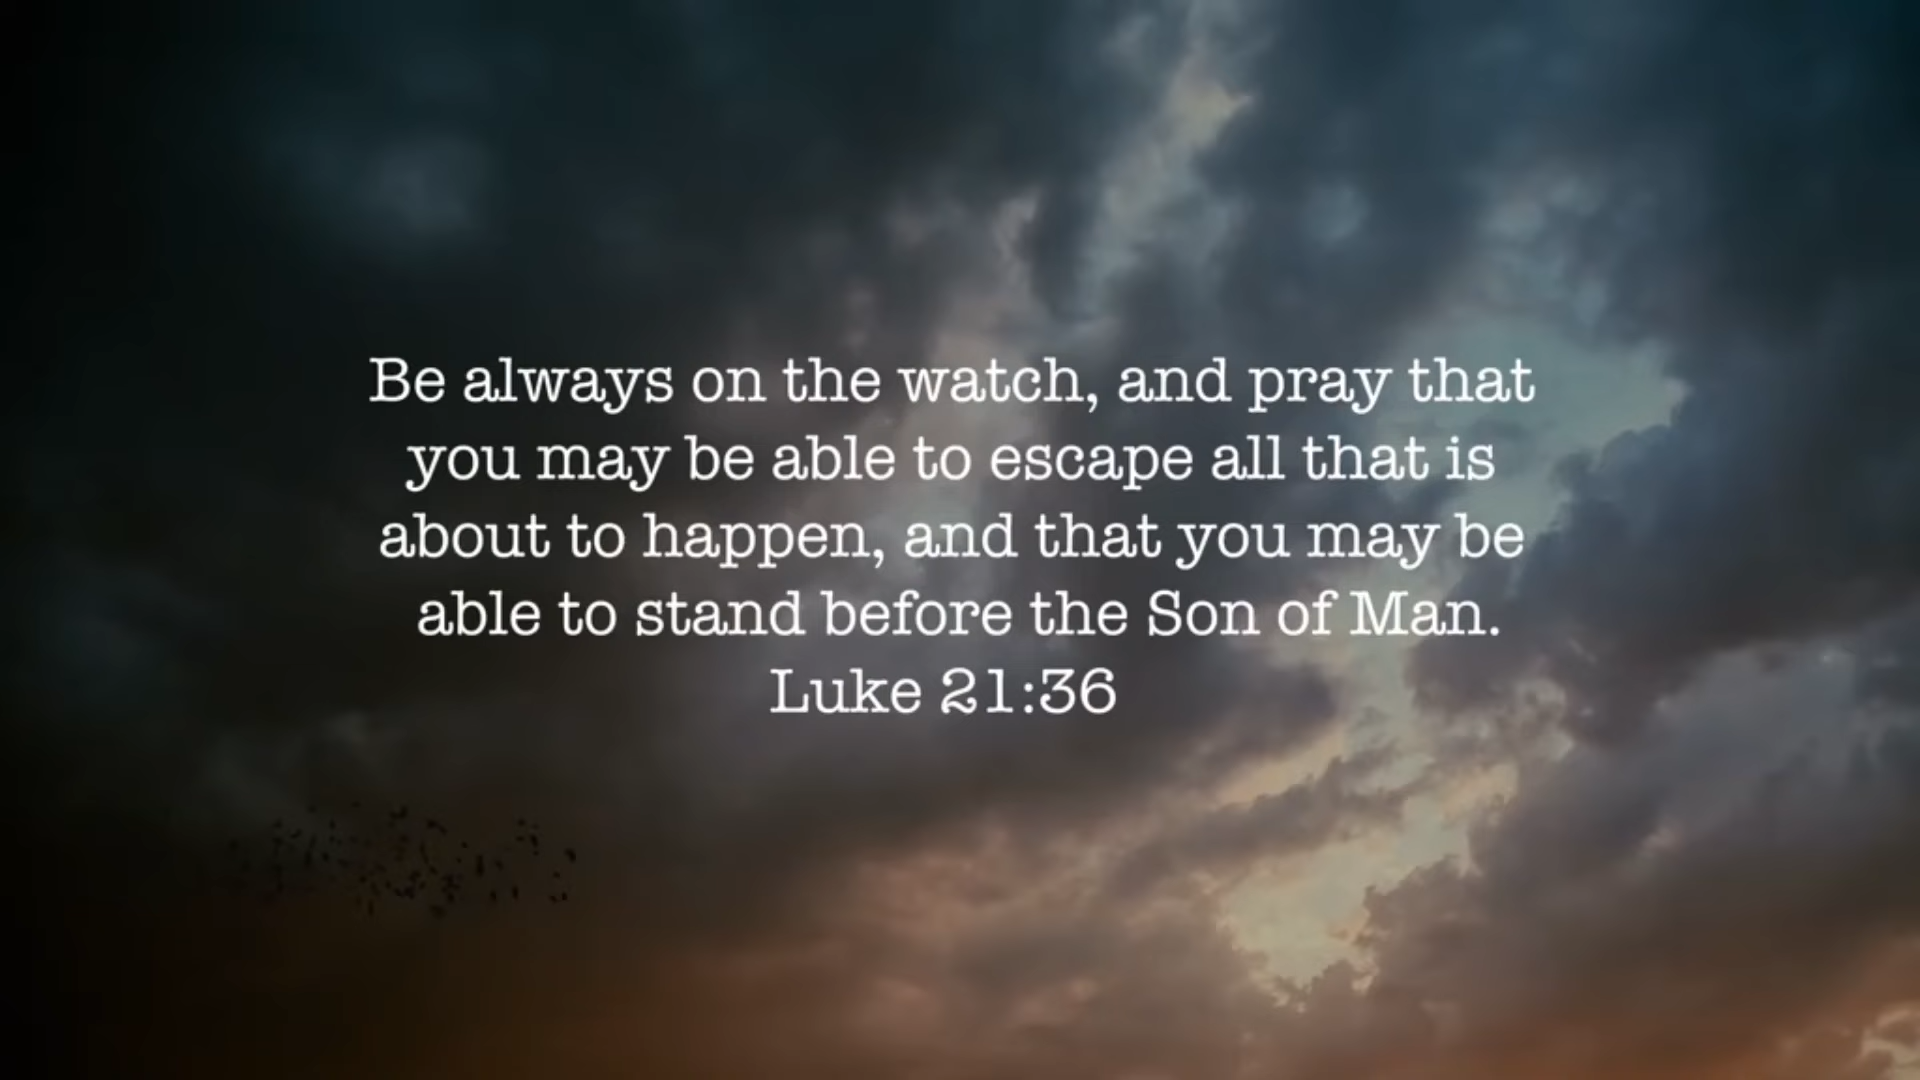 Be always on the watch, and pray that
you may be able to escape all that is
about to happen, and that you may be
able to stand before the Son of Man.
Luke 21:36